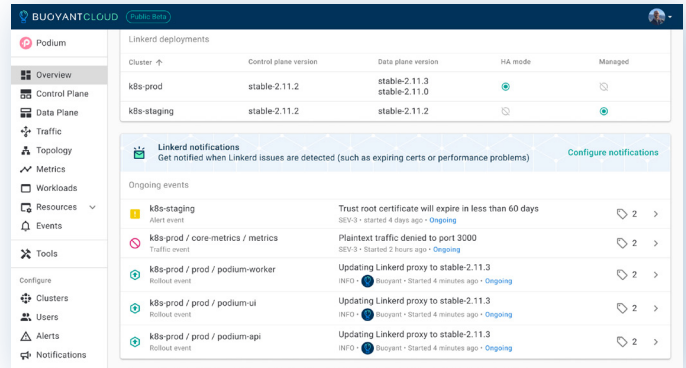 BUOYANTCLOUD Public Beta
Podium
Overview
Control Plane
Data Plane
Traffic
Topology
Metrics
Workloads
Resources
Events
Tools
Configure
Clusters
Users
Alerts
Notifications
Linkerd deployments
Cluster ↑ Control plane version Data plane version HA mode Managed
k8s-prod stable-2.11.2 stable-2.11.3
stable-2.11.0
k8s-staging stable-2.11.2 stable-2.11.2
Linkerd notifications
Get notified when Linkerd issues are detected (such as expiring certs or performance problems) Configure notifications
Ongoing events
k8s-staging Trust root certificate will expire in less than 60 days 2
Alert event SEV-3 • started 4 days ago • Ongoing
k8s-prod / core-metrics / metrics Plaintext traffic denied to port 3000 2
Traffic event SEV-3 • Started 2 hours ago • Ongoing
k8s-prod / prod / podium-worker Updating Linkerd proxy to stable-2.11.3 2
Rollout event INFO • Buoyant • Started 4 minutes ago • Ongoing
k8s-prod / prod / podium-ui Updating Linkerd proxy to stable-2.11.3 2
Rollout event INFO • Buoyant • Started 4 minutes ago • Ongoing
k8s-prod / prod / podium-api Updating Linkerd proxy to stable-2.11.3 2
Rollout event INFO • Buoyant • Started 4 minutes ago • Ongoing